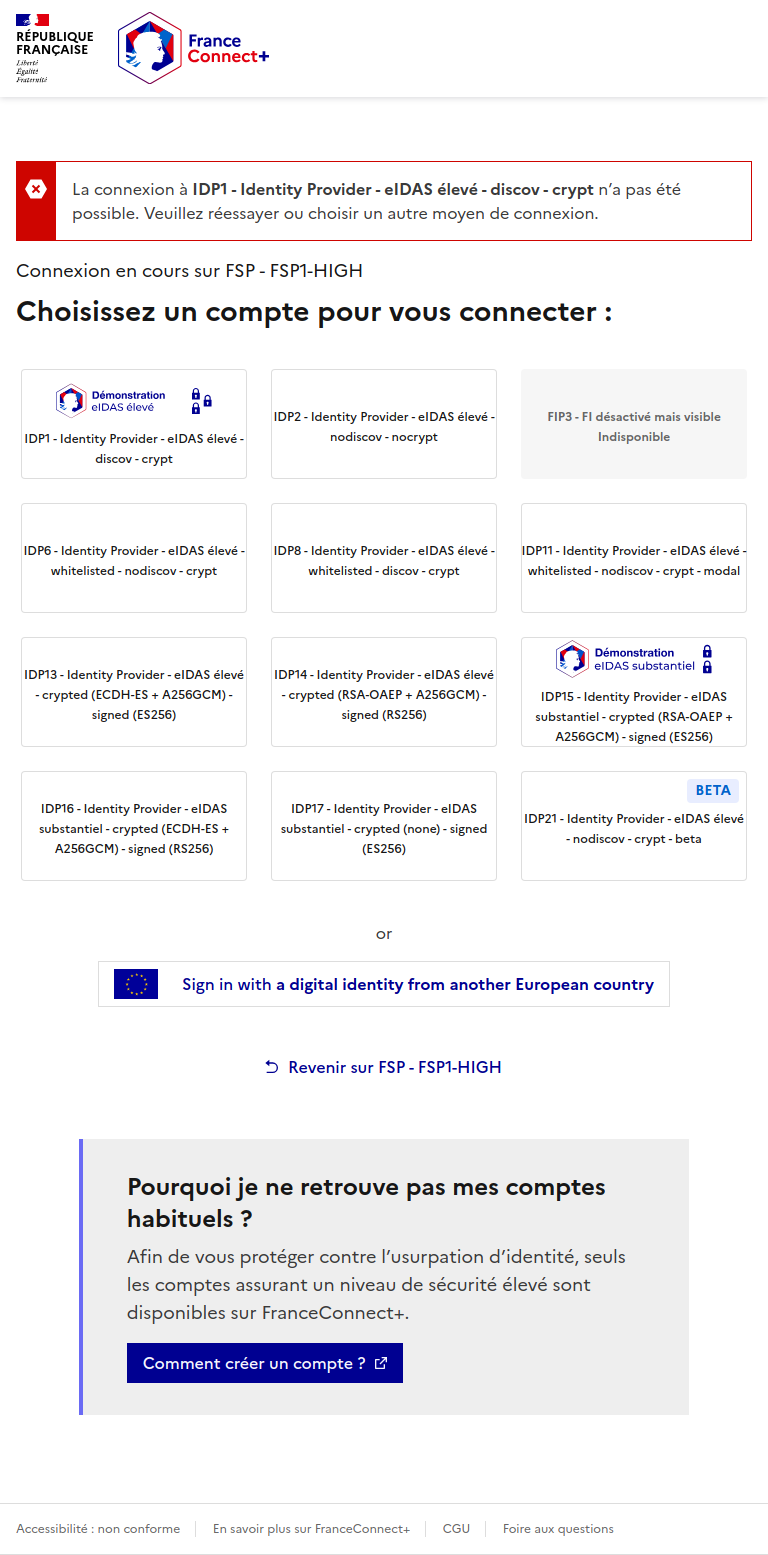 RÉPUBLIQUE
FRANÇAISE
Liberté
Égalité
Fraternité
France
Connect+
La connexion à IDP1 - Identity Provider - eIDAS élevé - discov - crypt n’a pas été
possible. Veuillez réessayer ou choisir un autre moyen de connexion.
Connexion en cours sur FSP - FSP1-HIGH
Choisissez un compte pour vous connecter :
Démonstration
eIDAS élevé
IDP1 - Identity Provider - eIDAS élevé -
discov - crypt
IDP2 - Identity Provider - eIDAS élevé -
nodiscov - nocrypt
FIP3 - FI désactivé mais visible
Indisponible
IDP6 - Identity Provider - eIDAS élevé -
whitelisted - nodiscov - crypt
IDP8 - Identity Provider - eIDAS élevé -
whitelisted - discov - crypt
IDP11 - Identity Provider - eIDAS élevé -
whitelisted - nodiscov - crypt - modal
IDP13 - Identity Provider - eIDAS élevé
- crypted (ECDH-ES + A256GCM) -
signed (ES256)
IDP14 - Identity Provider - eIDAS élevé
- crypted (RSA-OAEP + A256GCM) -
signed (RS256)
Démonstration
eIDAS substantiel
IDP15 - Identity Provider - eIDAS
substantiel - crypted (RSA-OAEP +
A256GCM) - signed (ES256)
IDP16 - Identity Provider - eIDAS
substantiel - crypted (ECDH-ES +
A256GCM) - signed (RS256)
IDP17 - Identity Provider - eIDAS
substantiel - crypted (none) - signed
(ES256)
BETA
IDP21 - Identity Provider - eIDAS élevé
- nodiscov - crypt - beta
or
Sign in with a digital identity from another European country
Revenir sur FSP - FSP1-HIGH
Pourquoi je ne retrouve pas mes comptes
habituels ?
Afin de vous protéger contre l’usurpation d’identité, seuls
les comptes assurant un niveau de sécurité élevé sont
disponibles sur FranceConnect+.
Comment créer un compte ?
Accessibilité : non conforme
En savoir plus sur FranceConnect+
CGU
Foire aux questions